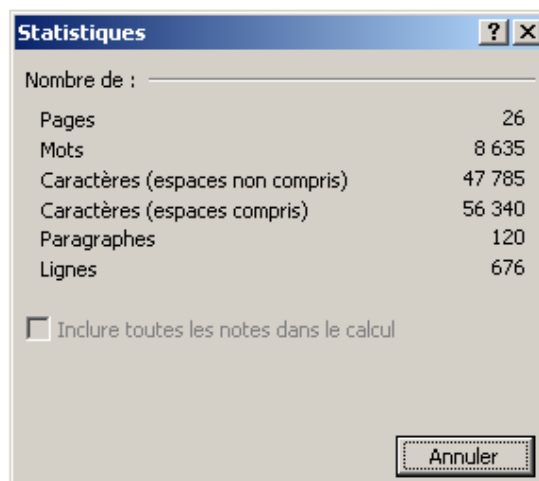 Statistiques
Nombre de :
Pages 26
Mots 8 635
Caractères (espaces non compris) 47 785
Caractères (espaces compris) 56 340
Paragraphes 120
Lignes 676
Inclure toutes les notes dans le calcul
Annuler